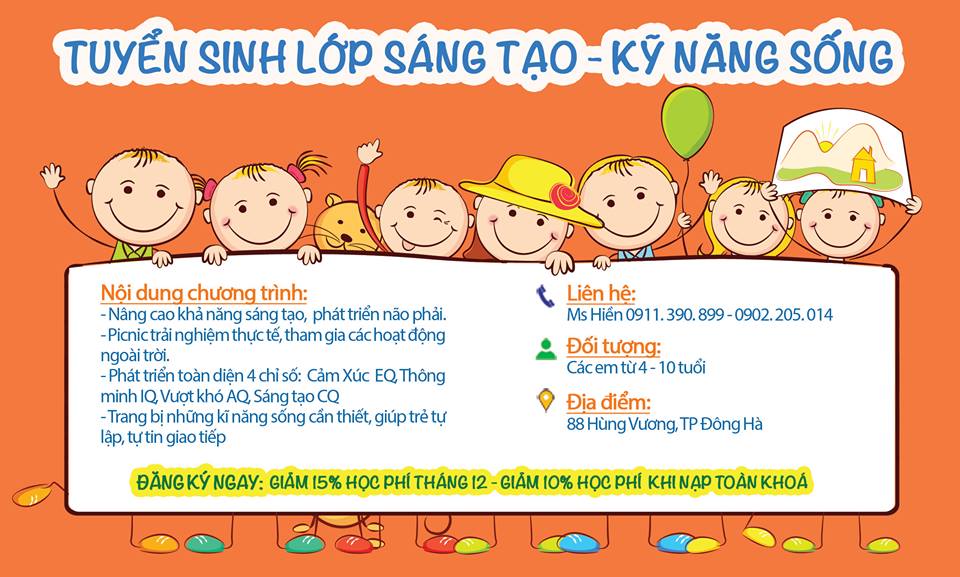 TUYỂN SINH LỚP SÁNG TẠO - KỸ NĂNG SỐNG
Nội dung chương trình:
- Nâng cao khả năng sáng tạo, phát triển não phải.
- Picnic trải nghiệm thực tế, tham gia các hoạt động
ngoài trời.
- Phát triển toàn diện 4 chỉ số: Cảm Xúc EQ, Thông
minh IQ, Vượt khó AQ, Sáng tạo CQ
- Trang bị những kĩ năng sống cần thiết, giúp trẻ tự
lập, tự tin giao tiếp
Liên hệ:
Ms Hiền 0911. 390. 899 - 0902. 205. 014
Đối tượng:
Các em từ 4 - 10 tuổi
Địa điểm:
88 Hùng Vương, TP Đông Hà
ĐĂNG KÝ NGAY: GIẢM 15% HỌC PHÍ THÁNG 12 - GIẢM 10% HỌC PHÍ KHI NẠP TOÀN KHOÁ